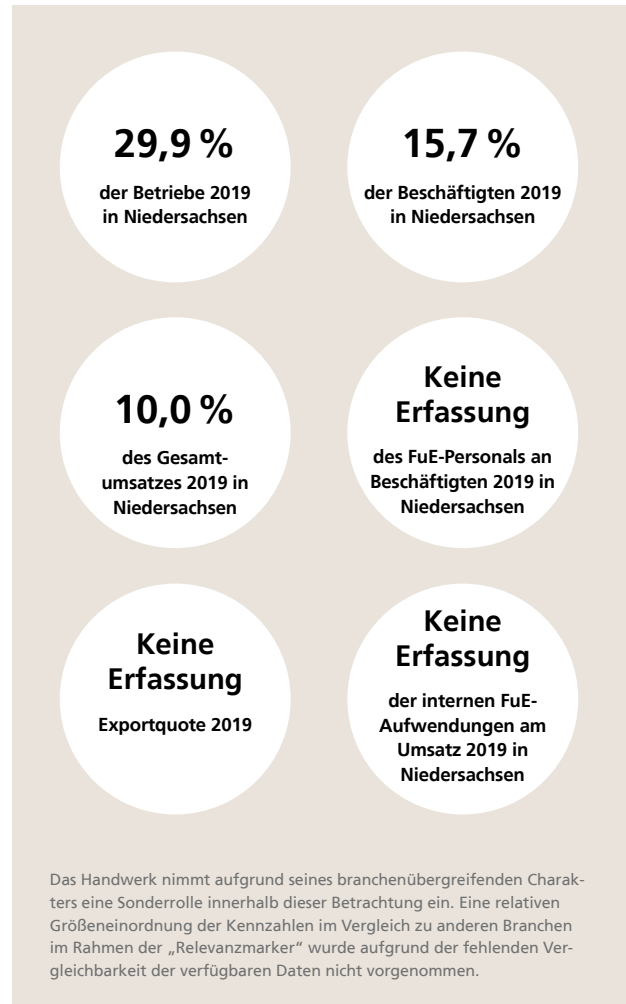 29,9 %
der Betriebe 2019
in Niedersachsen
15,7 %
der Beschäftigten 2019
in Niedersachsen
10,0 %
des Gesamt-
umsatzes 2019 in
Niedersachsen
Keine
Erfassung
des FuE-Personals an
Beschäftigten 2019 in
Niedersachsen
Keine
Erfassung
Exportquote 2019
Keine
Erfassung
der internen FuE-
Aufwendungen am
Umsatz 2019 in
Niedersachsen
Das Handwerk nimmt aufgrund seines branchenübergreifenden Charak-
ters eine Sonderrolle innerhalb dieser Betrachtung ein. Eine relativen
Größeneinordnung der Kennzahlen im Vergleich zu anderen Branchen
im Rahmen der „Relevanzmarker“ wurde aufgrund der fehlenden Ver-
gleichbarkeit der verfügbaren Daten nicht vorgenommen.